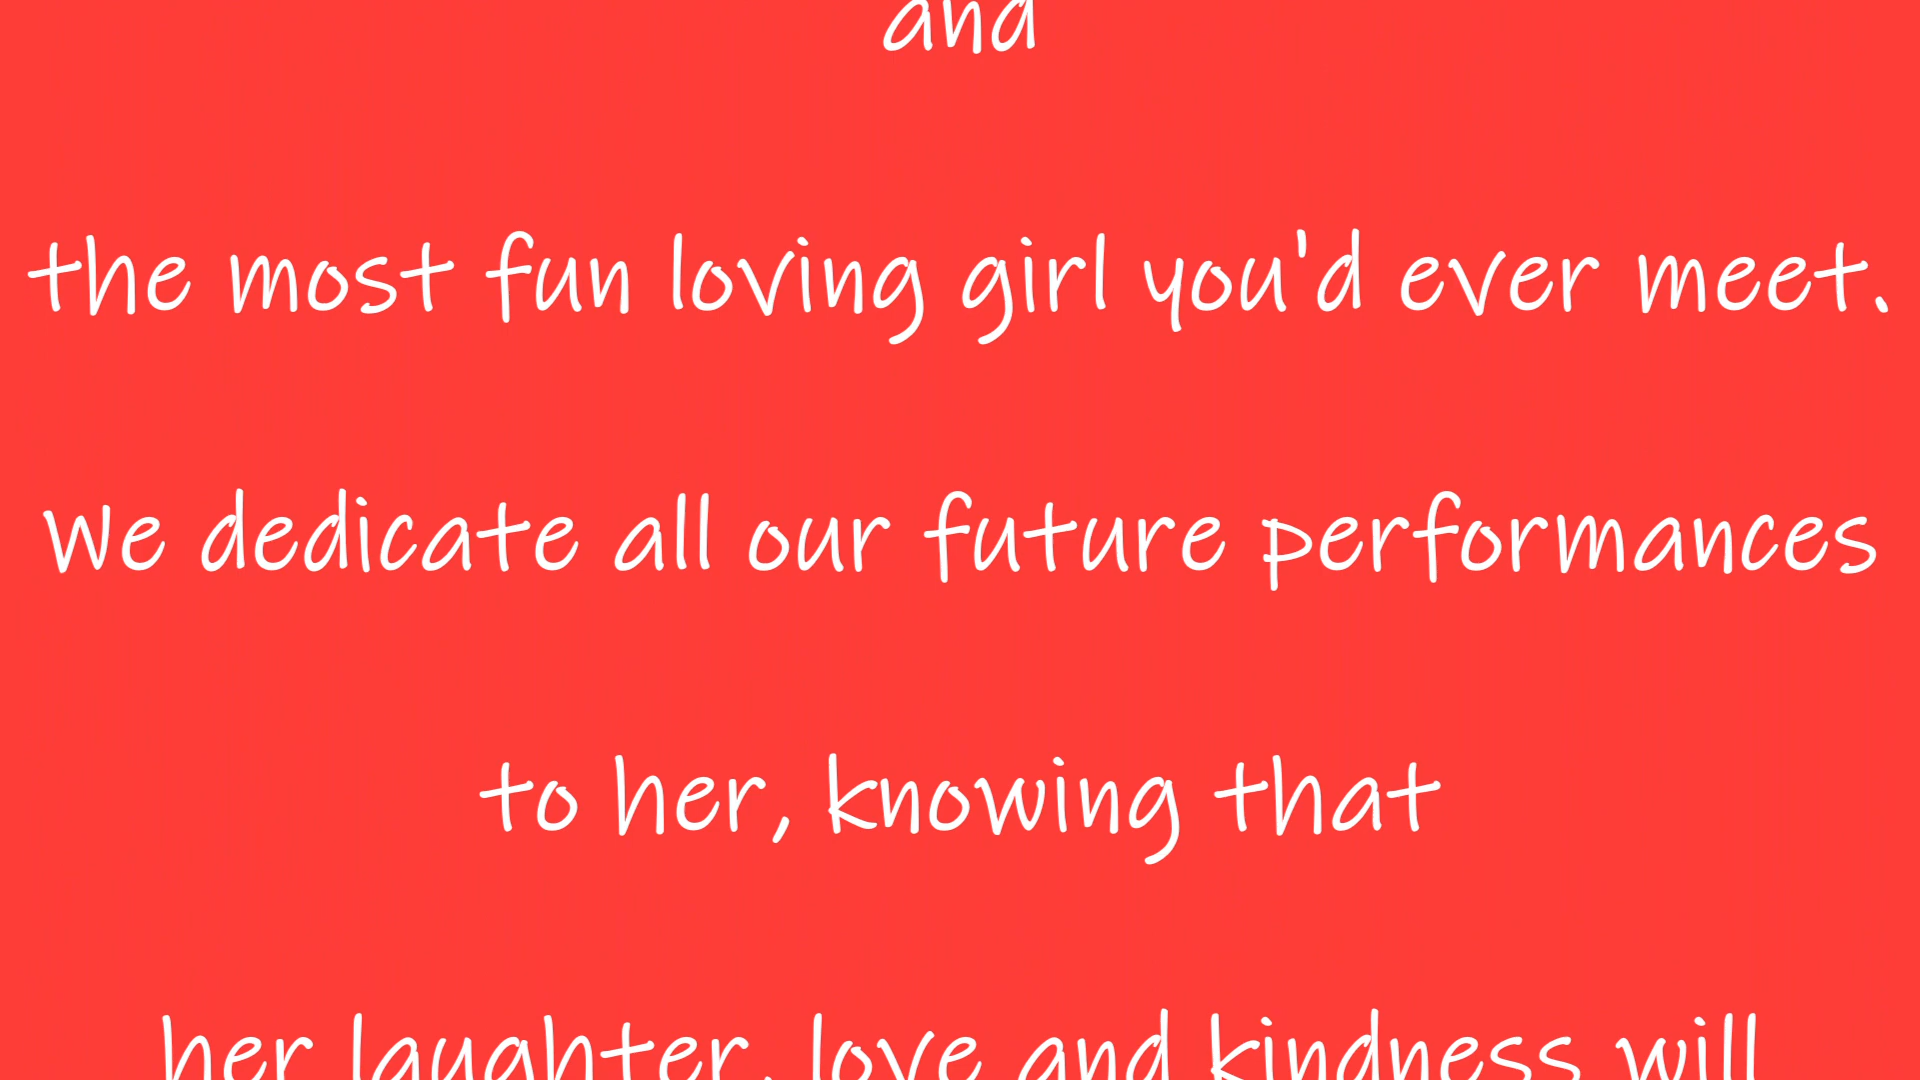 and
the most fun loving girl you'd ever meet.
We dedicate all our future performances
to her, knowing that
her laughter, love and kindness will